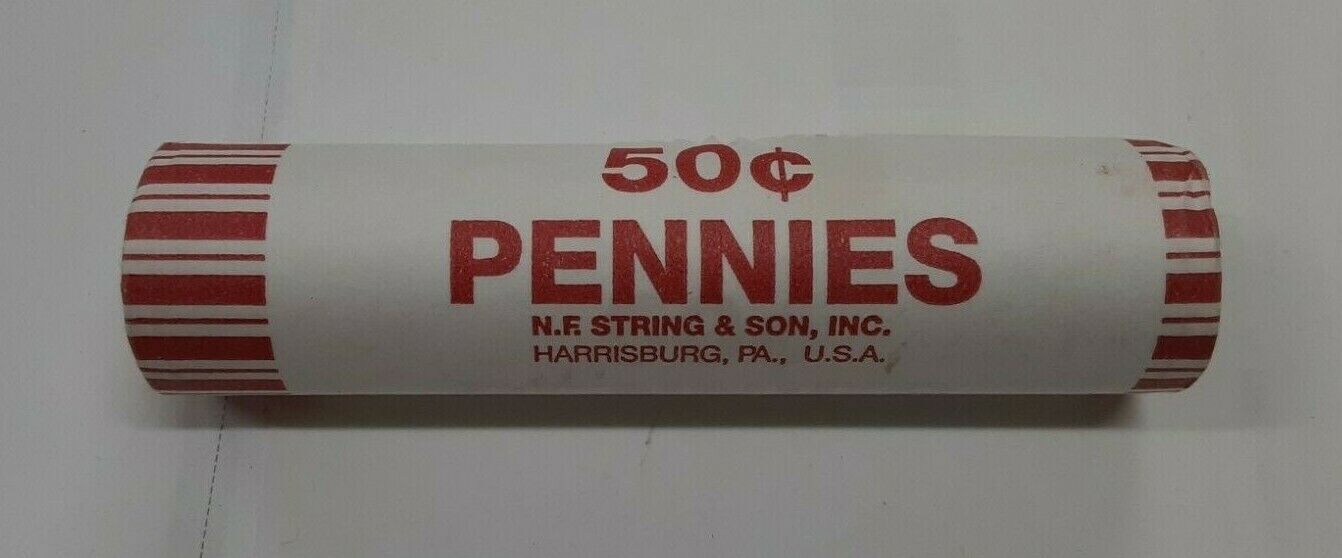 50¢
PENNIES
N.F. STRING & SON, INC.
HARRISBURG, PA., U.S.A.